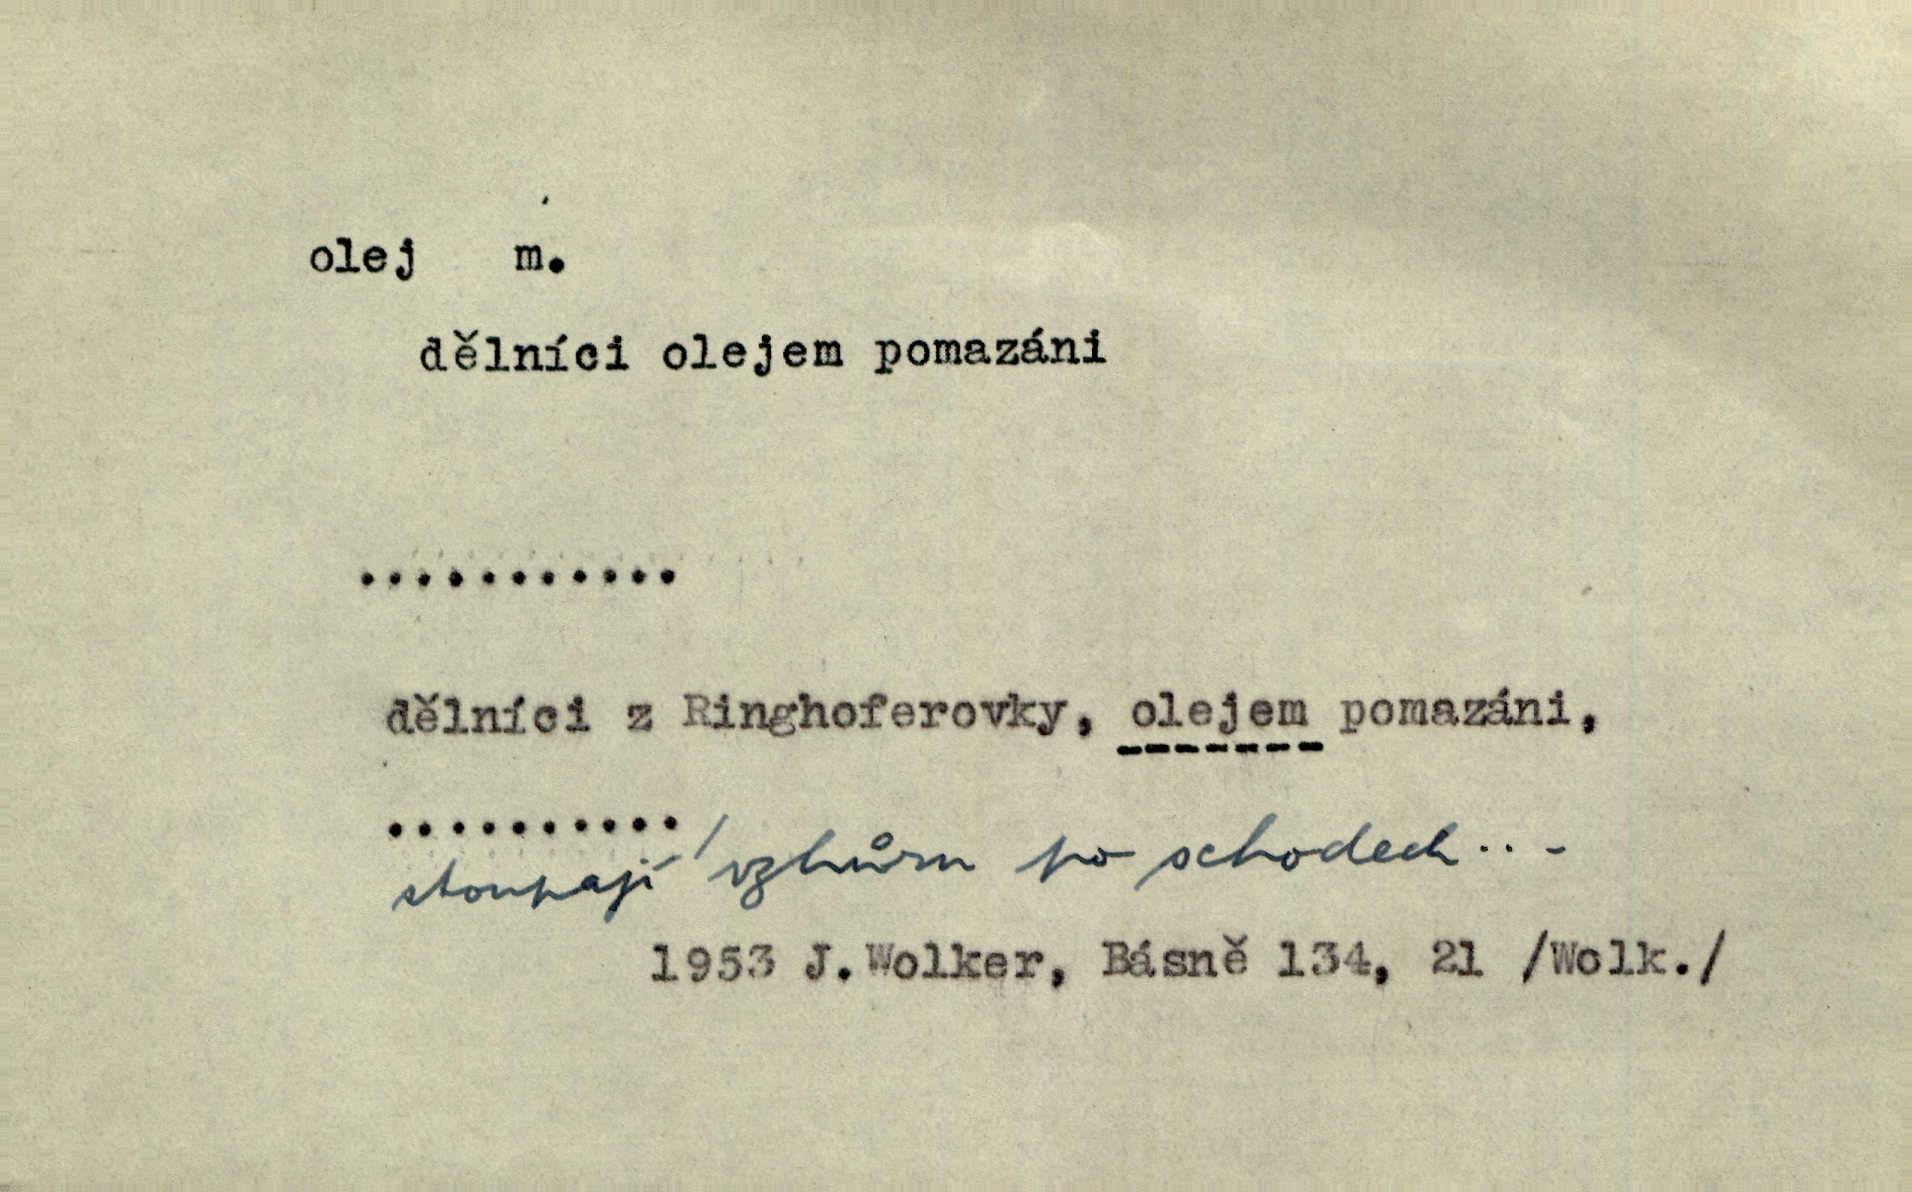 olej m.
dělníci olejem pomazáni
...........
dělníci z Ringhoferovky, olejem pomazáni,
..........
stoupají / vzhůru po schodech...
1953 J.Wolker, Básně 134, 21 /Wolk./